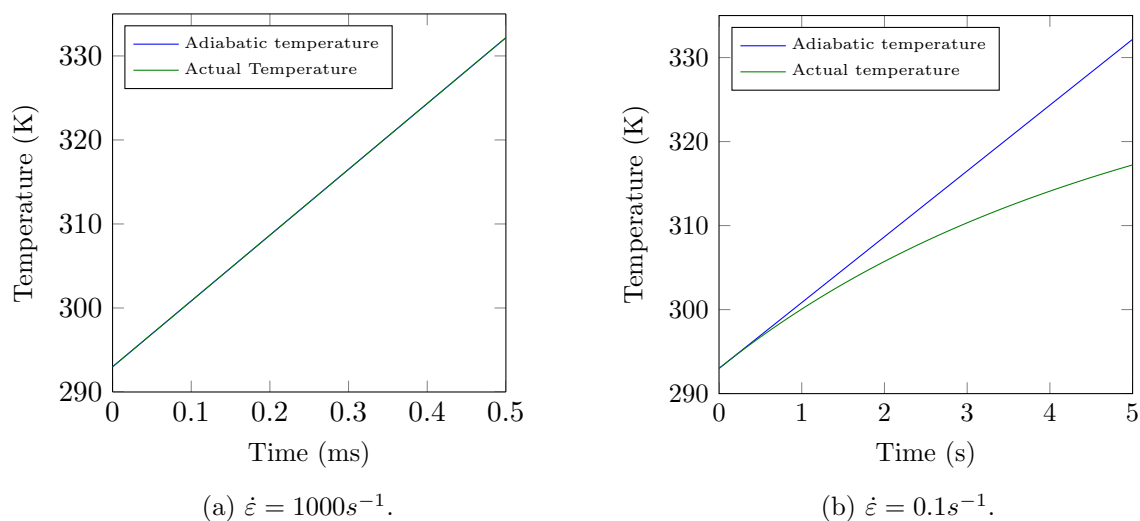 Adiabatic temperature
Actual Temperature
330
320
310
300
290
0 0.1 0.2 0.3 0.4 0.5
Time (ms)
Temperature (K)
(a) ε̇ = 1000s⁻¹.
Adiabatic temperature
Actual temperature
330
320
310
300
290
0 1 2 3 4 5
Time (s)
Temperature (K)
(b) ε̇ = 0.1s⁻¹.